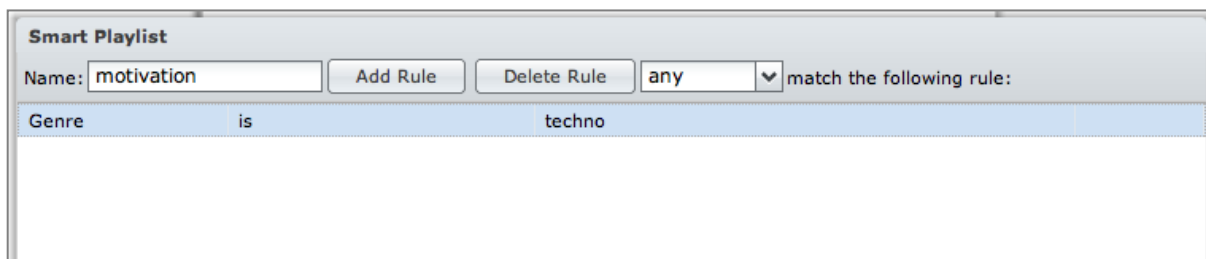 Smart Playlist
Name: motivation Add Rule Delete Rule any match the following rule:
Genre is techno